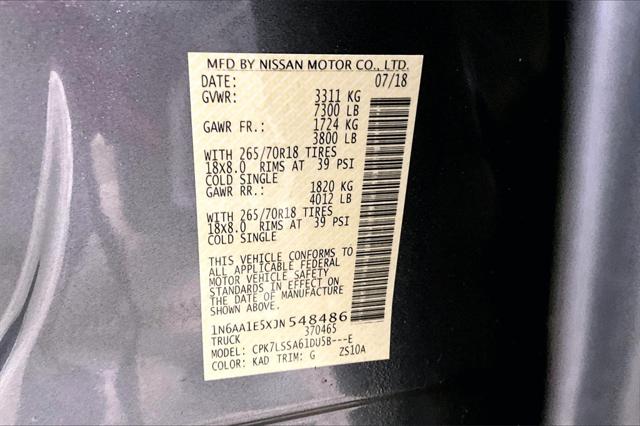 MFD BY NISSAN MOTOR CO., LTD.
DATE: 07/18
GVWR: 3311 KG
7300 LB
GAWR FR.: 1724 KG
3800 LB
WITH 265/70R18 TIRES
18X8.0 RIMS AT 39 PSI
COLD SINGLE
GAWR RR.: 1820 KG
4012 LB
WITH 265/70R18 TIRES
18X8.0 RIMS AT 39 PSI
COLD SINGLE
THIS VEHICLE CONFORMS TO
ALL APPLICABLE FEDERAL
MOTOR VEHICLE SAFETY
STANDARDS IN EFFECT ON
THE DATE OF MANUFACTURE
SHOWN ABOVE.
1N6AA1E5XJN548486
TRUCK 370465
MODEL: CPK7LSSA61DU5B---E
COLOR: KAD TRIM: G ZS10A